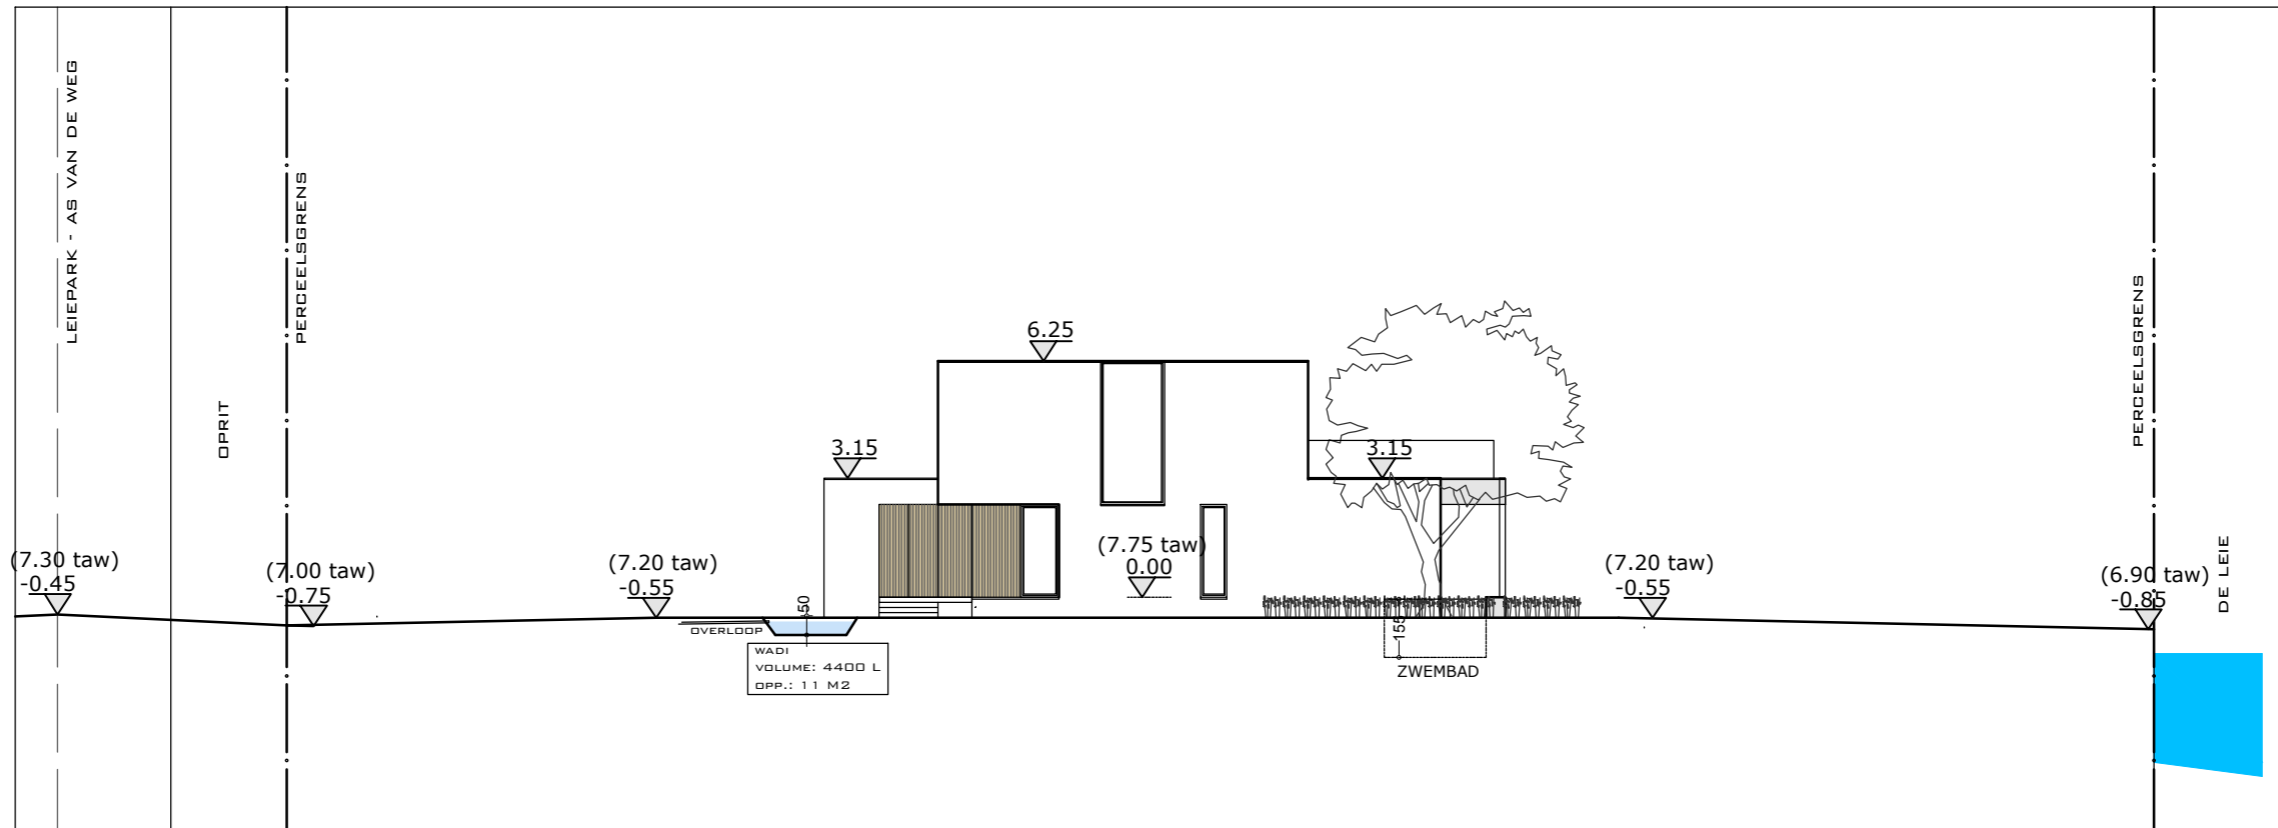 LEIEPARK - AS VAN DE WEG
OPRIT
PERCEELSGRENS
6.25
3.15
3.15
(7.30 taw)
-0.45
(7.00 taw)
-0.75
(7.20 taw)
-0.55
(7.75 taw)
0.00
(7.20 taw)
-0.55
(6.90 taw)
-0.85
PERCEELSGRENS
DE LEIE
OVERLOOP
50
WADI
VOLUME: 4400 L
OPP.: 11 M2
155
ZWEMBAD